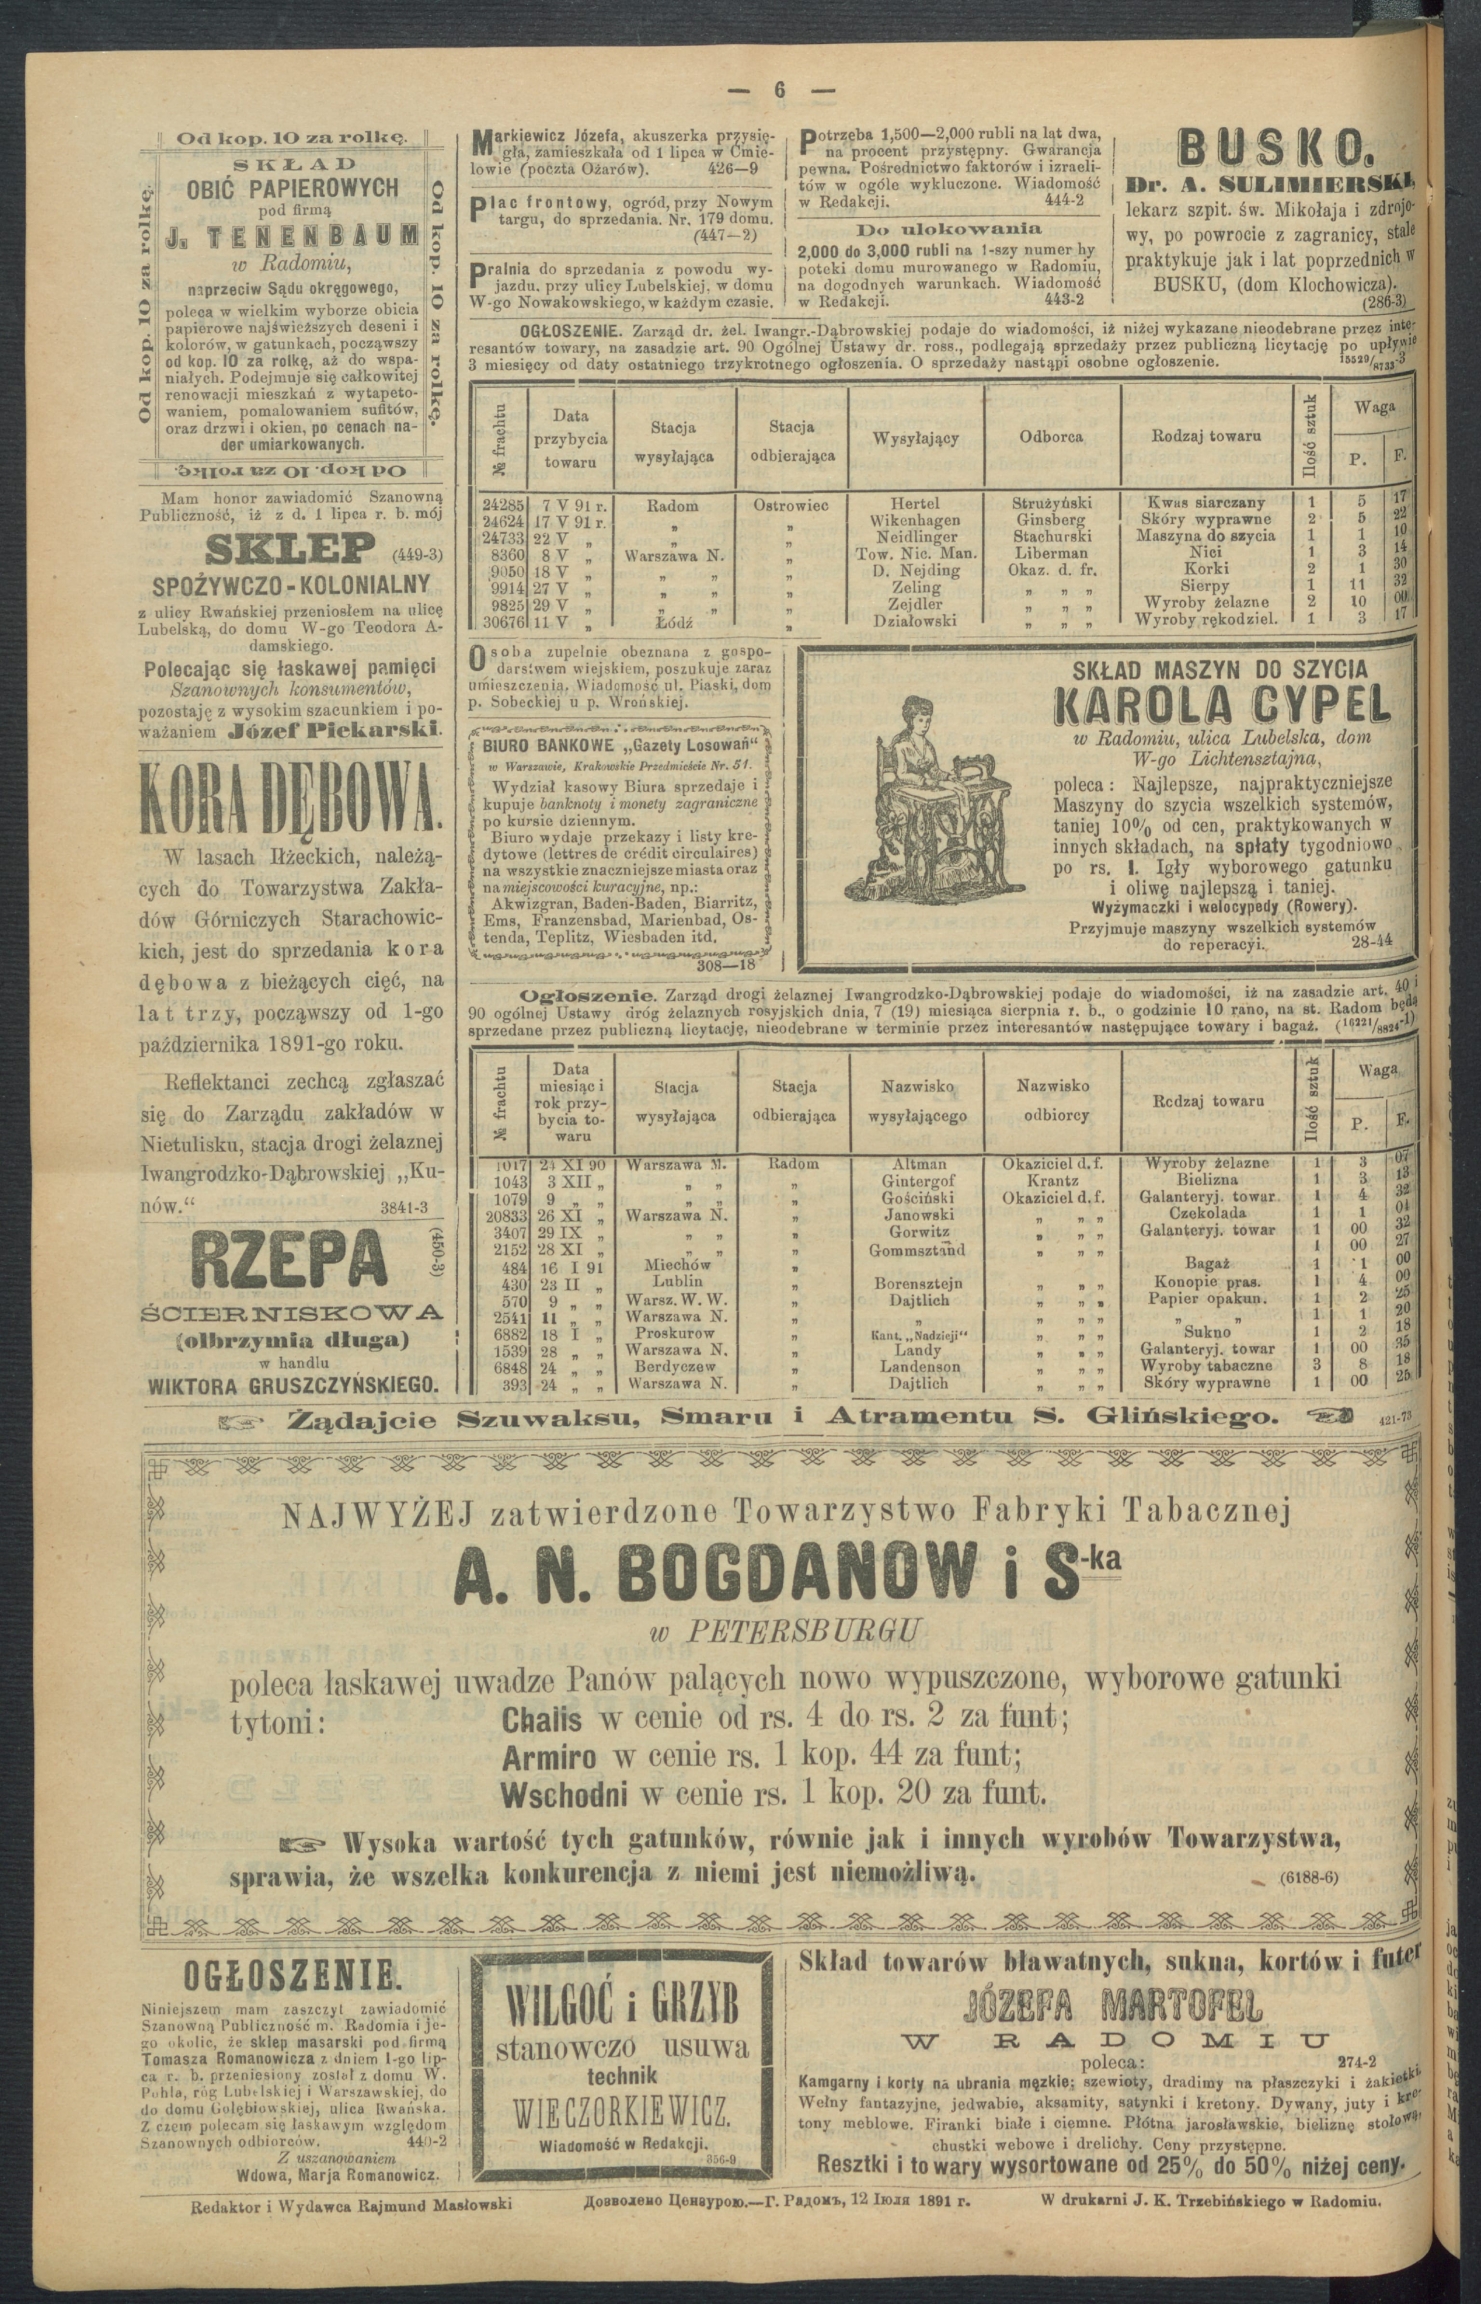 — 6 —
Od kop. 10 za rolkę.
Od kop. 10 za rolkę.
Od kop. 10 za rolkę.
SKŁAD
OBIĆ PAPIEROWYCH
pod firmą
J. TENENBAUM
w Radomiu,
naprzeciw Sądu okręgowego,
poleca w wielkim wyborze obicia
papierowe najświeższych deseni i
kolorów, w gatunkach, począwszy
od kop. 10 za rolkę, aż do wspa-
niałych. Podejmuje się całkowitej
renowacji mieszkań z wytapeto-
waniem, pomalowaniem sufitów,
oraz drzwi i okien, po cenach na-
der umiarkowanych.
Od kop. 10 za rolkę.
Mam honor zawiadomić Szanowną
Publiczność, iż z d. 1 lipca r. b. mój
SKLEP (449-3)
SPOŻYWCZO-KOLONIALNY
z ulicy Rwańskiej przeniosłem na ulicę
Lubelską, do domu W-go Teodora A-
damskiego.
Polecając się łaskawej pamięci
Szanownych konsumentów,
pozostaję z wysokim szacunkiem i po-
ważaniem Józef Piekarski.
KORA DĘBOWA.
W lasach Iłżeckich, należą-
cych do Towarzystwa Zakła-
dów Górniczych Starachowic-
kich, jest do sprzedania kora
dębowa z bieżących cięć, na
lat trzy, począwszy od 1-go
października 1891-go roku.
Reflektanci zechcą zgłaszać
się do Zarządu zakładów w
Nietulisku, stacja drogi żelaznej
Iwangrodzko-Dąbrowskiej „Ku-
nów.“ 3841-3
RZEPA (450-3)
ŚCIERNISKOWA
(olbrzymia długa)
w handlu
WIKTORA GRUSZCZYŃSKIEGO.
Markiewicz Józefa, akuszerka przysię-
gła, zamieszkała od 1 lipca w Ćmie-
lowie (poczta Ożarów). 426—9
Plac frontowy, ogród, przy Nowym
targu, do sprzedania. Nr. 179 domu.
(447—2)
Pralnia do sprzedania z powodu wy-
jazdu, przy ulicy Lubelskiej, w domu
W-go Nowakowskiego, w każdym czasie.
Potrzeba 1,500—2,000 rubli na lat dwa,
na procent przystępny. Gwarancja
pewna. Pośrednictwo faktorów i izraeli-
tów w ogóle wykluczone. Wiadomość
w Redakcji. 444-2
Do ulokowania
2,000 do 3,000 rubli na 1-szy numer hy
poteki domu murowanego w Radomiu,
na dogodnych warunkach. Wiadomość
w Redakcji. 443-2
BUSKO.
Dr. A. SULIMIERSKI,
lekarz szpit. św. Mikołaja i zdrojo-
wy, po powrocie z zagranicy, stale
praktykuje jak i lat poprzednich w
BUSKU, (dom Klochowicza).
(286-3)
OGŁOSZENIE. Zarząd dr. żel. Iwangr.-Dąbrowskiej podaje do wiadomości, iż niżej wykazane nieodebrane przez inte-
resantów towary, na zasadzie art. 90 Ogólnej Ustawy dr. ross., podlegają sprzedaży przez publiczną licytację po upływie
3 miesięcy od daty ostatniego trzykrotnego ogłoszenia. O sprzedaży nastąpi osobne ogłoszenie. 15529/8733-3
№ frachtu | Data przybycia towaru | Stacja wysyłająca | Stacja odbierająca | Wysyłający | Odborca | Rodzaj towaru | Ilość sztuk | Waga P. | F.
24285 7 V 91 r. Radom Ostrowiec Hertel Strużyński Kwas siarczany 1 5 17
24624 17 V 91 r. „ „ Wikenhagen Ginsberg Skóry wyprawne 2 5 22
24733 22 V „ „ „ Neidlinger Stachurski Maszyna do szycia 1 1 10
8360 8 V „ Warszawa N. „ Tow. Nic. Man. Liberman Nici 1 3 14
9050 18 V „ „ „ „ D. Nejding Okaz. d. fr. Korki 2 1 30
9914 27 V „ „ „ „ Zeling „ „ „ Sierpy 1 11 32
9825 29 V „ „ „ „ Zejdler „ „ „ Wyroby żelazne 2 10 00
30676 11 V „ Łódź „ Działowski „ „ „ Wyroby rękodziel. 1 3 17
Osoba zupełnie obeznana z gospo-
darstwem wiejskiem, poszukuje zaraz
umieszczenia. Wiadomość ul. Piaski, dom
p. Sobeckiej u p. Wrońskiej.
BIURO BANKOWE „Gazety Losowań“
w Warszawie, Krakowskie Przedmieście Nr. 51.
Wydział kasowy Biura sprzedaje i
kupuje banknoty i monety zagraniczne
po kursie dziennym.
Biuro wydaje przekazy i listy kre-
dytowe (lettres de crédit circulaires)
na wszystkie znaczniejsze miasta oraz
na miejscowości kuracyjne, np.:
Akwizgran, Baden-Baden, Biarritz,
Ems, Franzensbad, Marienbad, Os-
tenda, Teplitz, Wiesbaden itd.
308—18
SKŁAD MASZYN DO SZYCIA
KAROLA CYPEL
w Radomiu, ulica Lubelska, dom
W-go Lichtensztajna,
poleca: Najlepsze, najpraktyczniejsze
Maszyny do szycia wszelkich systemów,
taniej 10% od cen, praktykowanych w
innych składach, na spłaty tygodniowo
po rs. 1. Igły wyborowego gatunku
i oliwę najlepszą i taniej.
Wyżymaczki i welocypedy (Rowery).
Przyjmuje maszyny wszelkich systemów
do reperacyi. 28-44
Ogłoszenie. Zarząd drogi żelaznej Iwangrodzko-Dąbrowskiej podaje do wiadomości, iż na zasadzie art. 40 i
90 ogólnej Ustawy dróg żelaznych rosyjskich dnia, 7 (19) miesiąca sierpnia r. b., o godzinie 10 rano, na st. Radom będą
sprzedane przez publiczną licytację, nieodebrane w terminie przez interesantów następujące towary i bagaż. (16221/8824-1)
№ frachtu | Data miesiąc i rok przy-bycia to-waru | Stacja wysyłająca | Stacja odbierająca | Nazwisko wysyłającego | Nazwisko odbiorcy | Rodzaj towaru | Ilość sztuk | Waga P. | F.
1017 24 XI 90 Warszawa M. Radom Altman Okaziciel d. f. Wyroby żelazne 1 3 07
1043 3 XII „ „ „ „ Gintergof Krantz Bielizna 1 3 13
1079 9 „ „ „ „ „ Gościński Okaziciel d. f. Galanteryj. towar. 1 4 32
20833 26 XI „ Warszawa N. „ Janowski „ „ „ Czekolada 1 1 04
3407 29 IX „ „ „ „ Gorwitz „ „ „ Galanteryj. towar 1 00 32
2152 28 XI „ „ „ „ Gommsztand „ „ „ 1 00 27
484 16 I 91 Miechów „ Bagaż 1 1 00
430 23 II „ Lublin „ Borensztejn „ „ „ Konopie pras. 1 4 00
570 9 „ „ Warsz. W. W. „ Dajtlich „ „ „ Papier opakun. 1 2 25
2541 11 „ „ Warszawa N. „ „ „ „ „ „ „ 1 1 20
6882 18 I „ Proskurow „ Kant. „Nadzieji“ „ „ „ Sukno 1 2 18
1539 28 „ „ Warszawa N. „ Landy „ „ „ Galanteryj. towar 1 00 35
6848 24 „ „ Berdyczew „ Landenson „ „ „ Wyroby tabaczne 3 8 18
393 24 „ „ Warszawa N. „ Dajtlich „ „ „ Skóry wyprawne 1 00 25
Żądajcie Szuwaksu, Smaru i Atramentu S. Glińskiego. 421-73
NAJWYŻEJ zatwierdzone Towarzystwo Fabryki Tabacznej
A. N. BOGDANOW i S-ka
w PETERSBURGU
poleca łaskawej uwadze Panów palących nowo wypuszczone, wyborowe gatunki
tytoni: Chalis w cenie od rs. 4 do rs. 2 za funt;
Armiro w cenie rs. 1 kop. 44 za funt;
Wschodni w cenie rs. 1 kop. 20 za funt.
Wysoka wartość tych gatunków, równie jak i innych wyrobów Towarzystwa,
sprawia, że wszelka konkurencja z niemi jest niemożliwą. (6188-6)
OGŁOSZENIE.
Niniejszem mam zaszczyt zawiadomić
Szanowną Publiczność m. Radomia i je-
go okolic, że sklep masarski pod firmą
Tomasza Romanowicza z dniem 1-go lip-
ca r. b. przeniesiony został z domu W.
Pohla, róg Lubelskiej i Warszawskiej, do
do domu Gołębiowskiej, ulica Rwańska.
Z czem polecam się łaskawym względom
Szanownych odbiorców. 440-2
Z uszanowaniem
Wdowa, Marja Romanowicz.
WILGOĆ i GRZYB
stanowczo usuwa
technik
WIECZORKIEWICZ.
Wiadomość w Redakcji.
356-9
Skład towarów bławatnych, sukna, kortów i futer
JÓZEFA MARTOFEL
W RADOMIU
poleca: 274-2
Kamgarny i korty na ubrania męzkie: szewioty, dradimy na płaszczyki i żakietki.
Wełny fantazyjne, jedwabie, aksamity, satynki i kretony. Dywany, juty i kre-
tony meblowe. Firanki białe i ciemne. Płótna jarosławskie, bieliznę stołową,
chustki webowe i drelichy. Ceny przystępne.
Resztki i towary wysortowane od 25% do 50% niżej ceny.
Redaktor i Wydawca Rajmund Masłowski
Дозволено Цензурою.—Г. Радомъ, 12 Іюля 1891 г.
W drukarni J. K. Trzebińskiego w Radomiu.